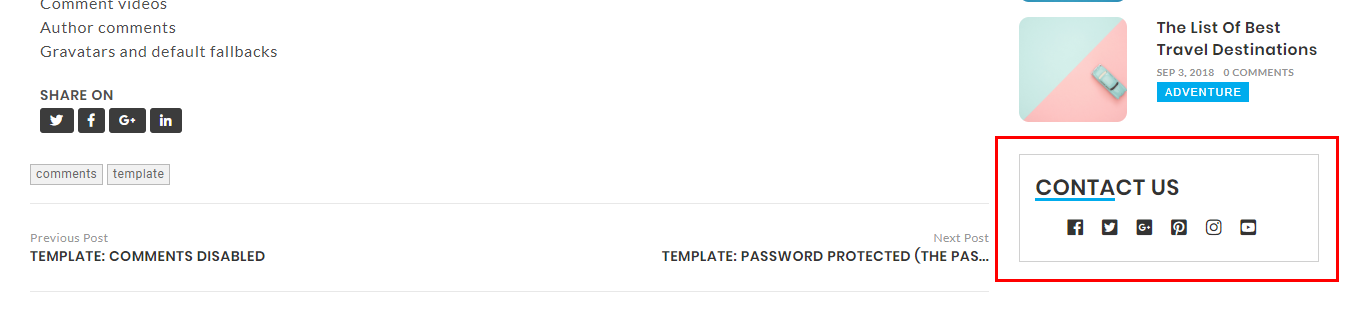 Comment videos
Author comments
Gravatars and default fallbacks
SHARE ON
G+ in
comments template
Previous Post
TEMPLATE: COMMENTS DISABLED
Next Post
TEMPLATE: PASSWORD PROTECTED (THE PAS...
The List Of Best
Travel Destinations
SEP 3, 2018 0 COMMENTS
ADVENTURE
CONTACT US